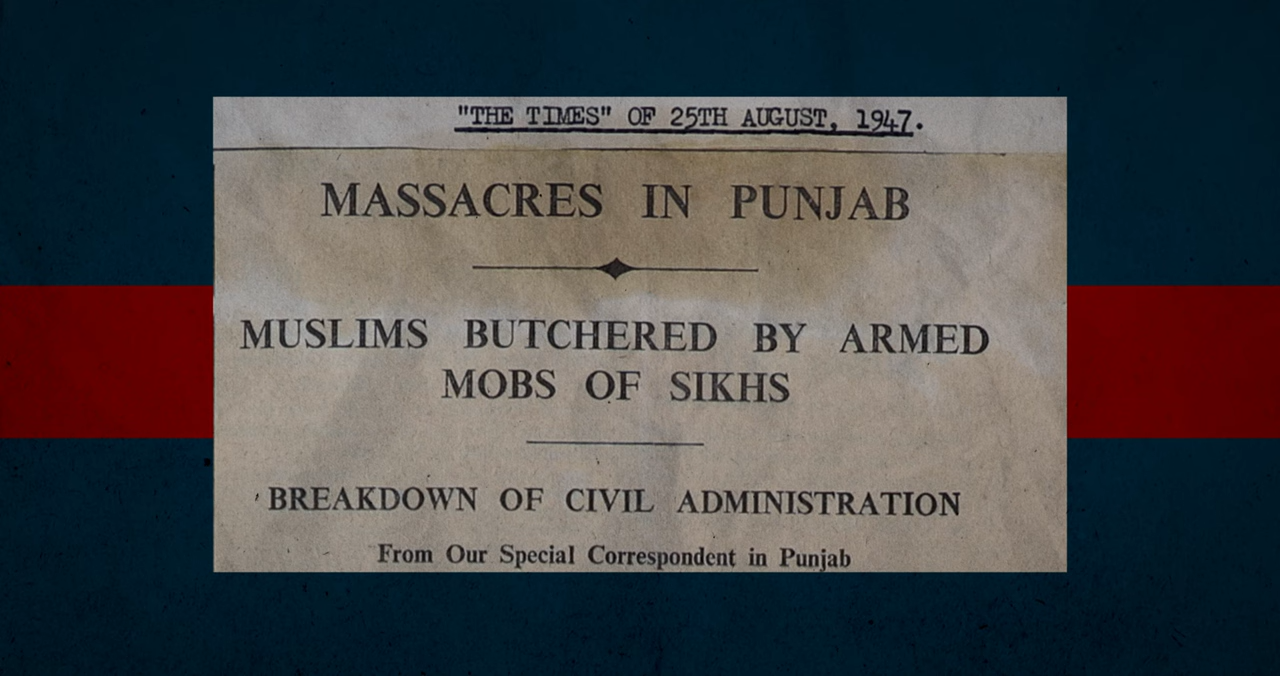 "THE TIMES" OF 25TH AUGUST, 1947.
MASSACRES IN PUNJAB
MUSLIMS BUTCHERED BY ARMED
MOBS OF SIKHS
BREAKDOWN OF CIVIL ADMINISTRATION
From Our Special Correspondent in Punjab